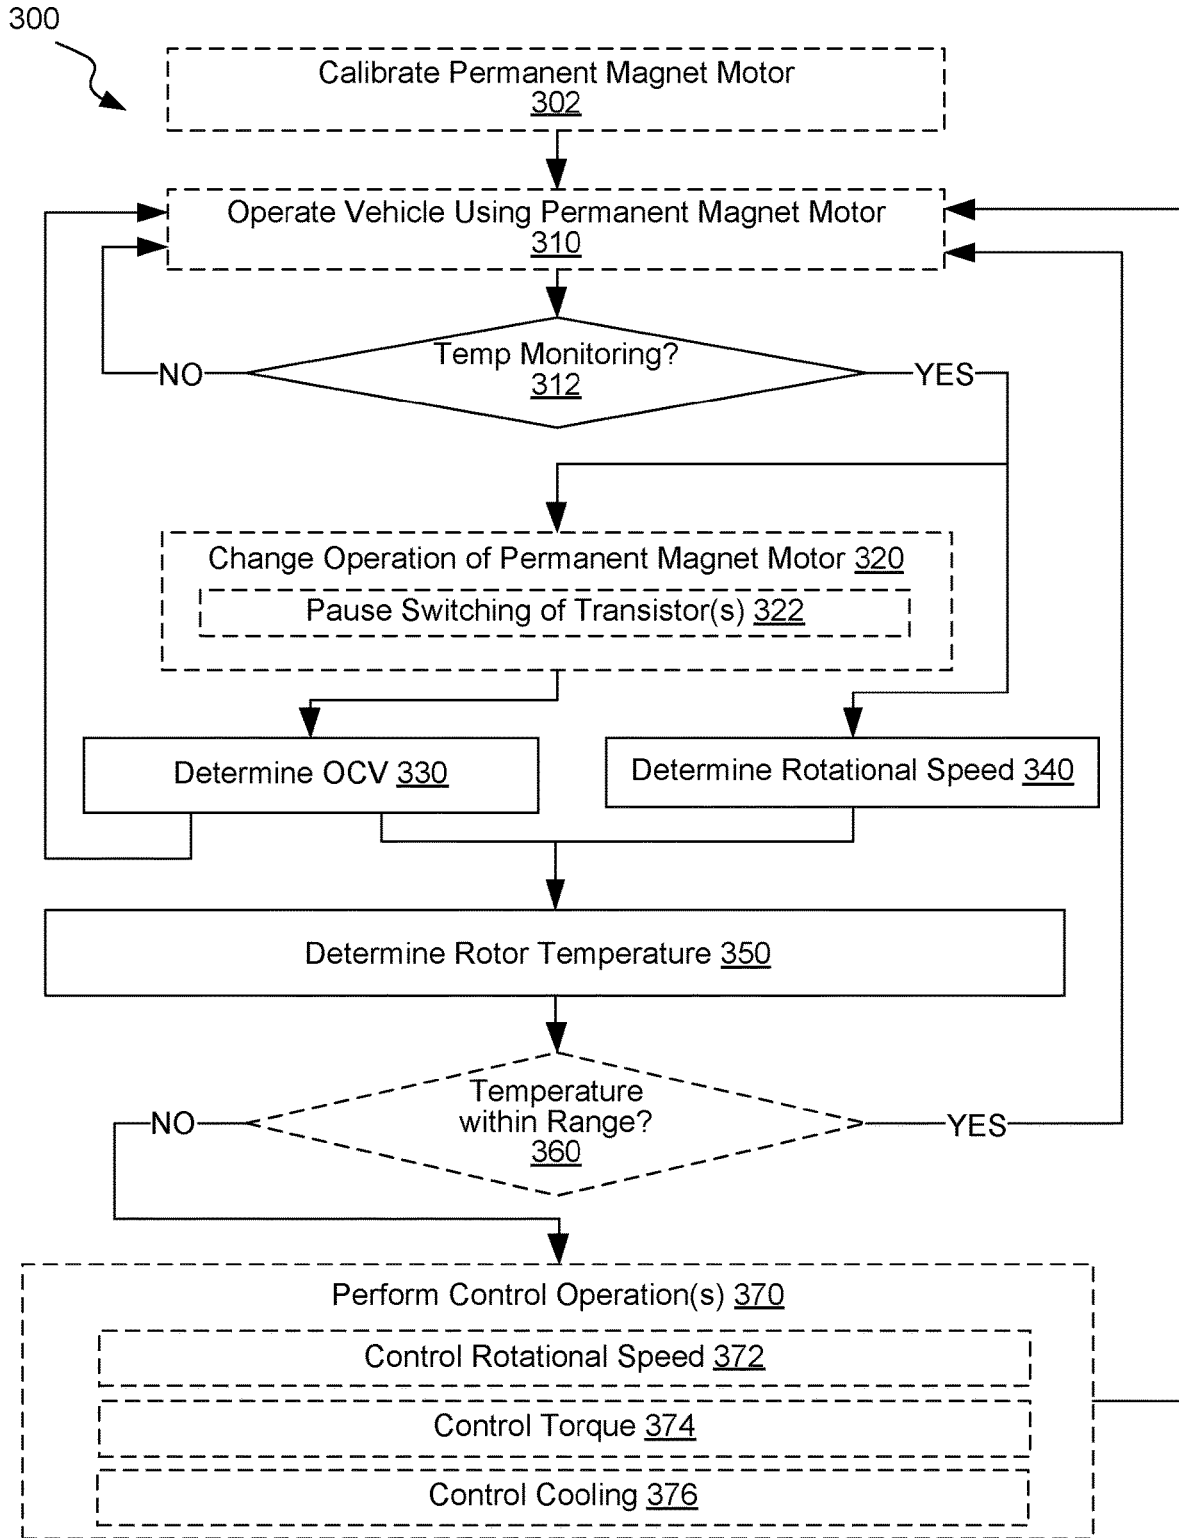 300
Calibrate Permanent Magnet Motor
302
Operate Vehicle Using Permanent Magnet Motor
310
Temp Monitoring?
312
NO
YES
Change Operation of Permanent Magnet Motor 320
Pause Switching of Transistor(s) 322
Determine OCV 330
Determine Rotational Speed 340
Determine Rotor Temperature 350
Temperature
within Range?
360
NO
YES
Perform Control Operation(s) 370
Control Rotational Speed 372
Control Torque 374
Control Cooling 376